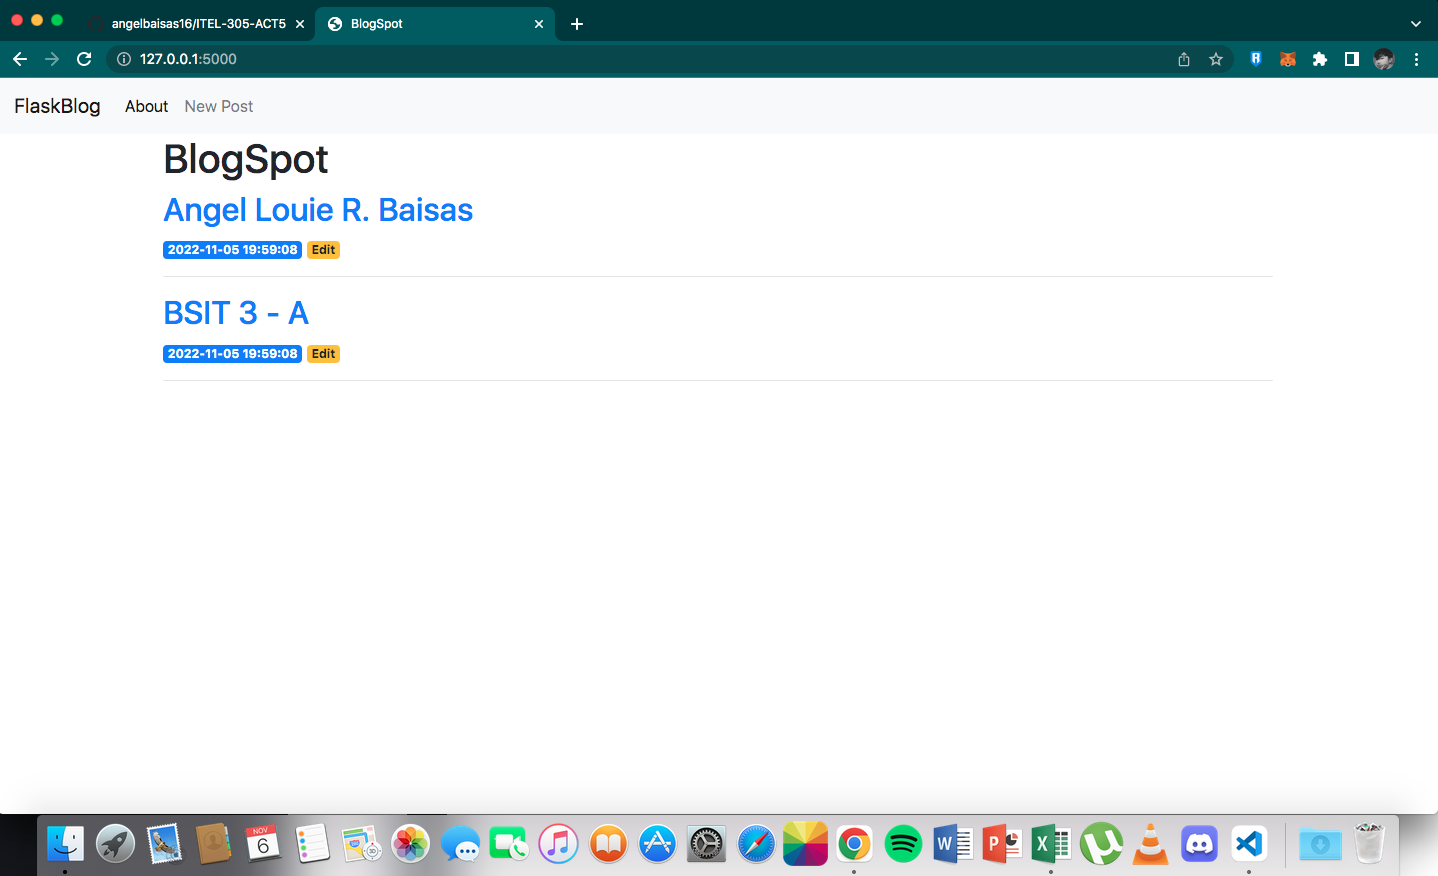 angelbaisas16/ITEL-305-ACT5
BlogSpot
127.0.0.1:5000
FlaskBlog About New Post
BlogSpot
Angel Louie R. Baisas
2022-11-05 19:59:08 Edit
BSIT 3 - A
2022-11-05 19:59:08 Edit
NOV
6